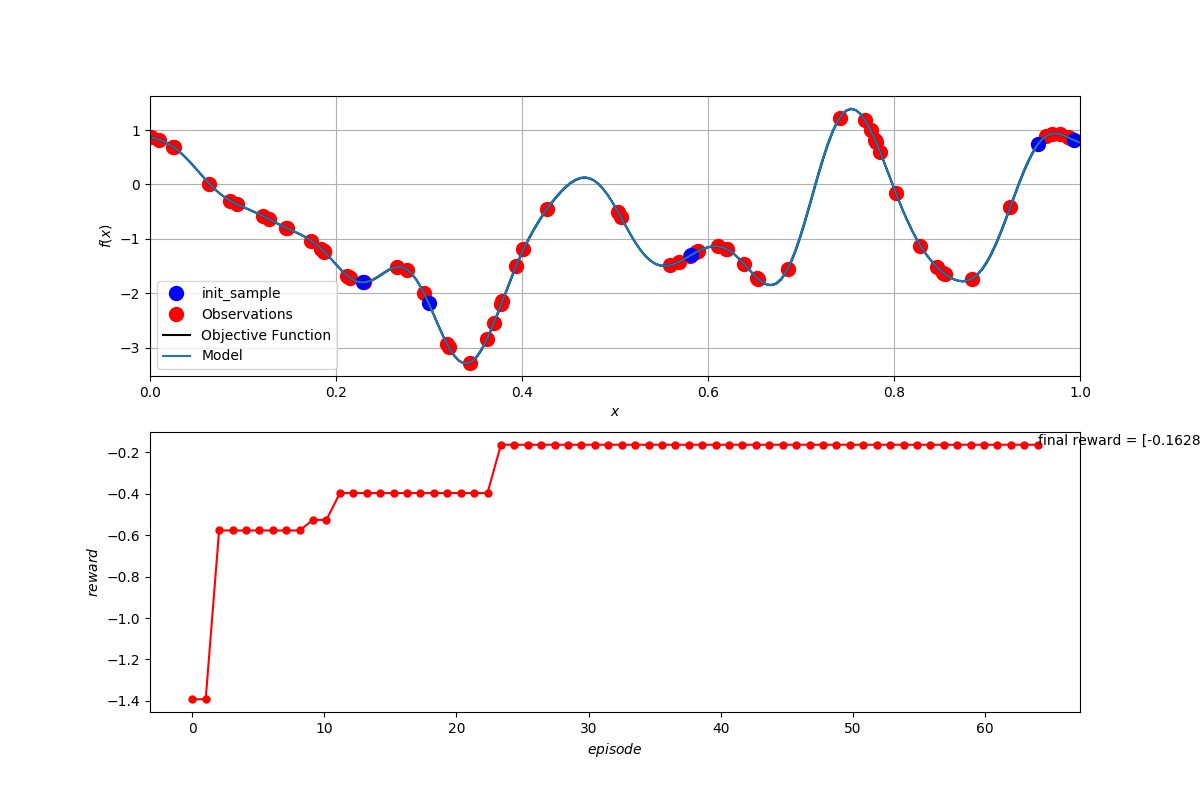 1
0
−1
−2
−3
f(x)
init_sample
Observations
Objective Function
Model
0.0 0.2 0.4 0.6 0.8 1.0
x
final reward = [-0.1628
−0.2
−0.4
−0.6
−0.8
−1.0
−1.2
−1.4
reward
0 10 20 30 40 50 60
episode